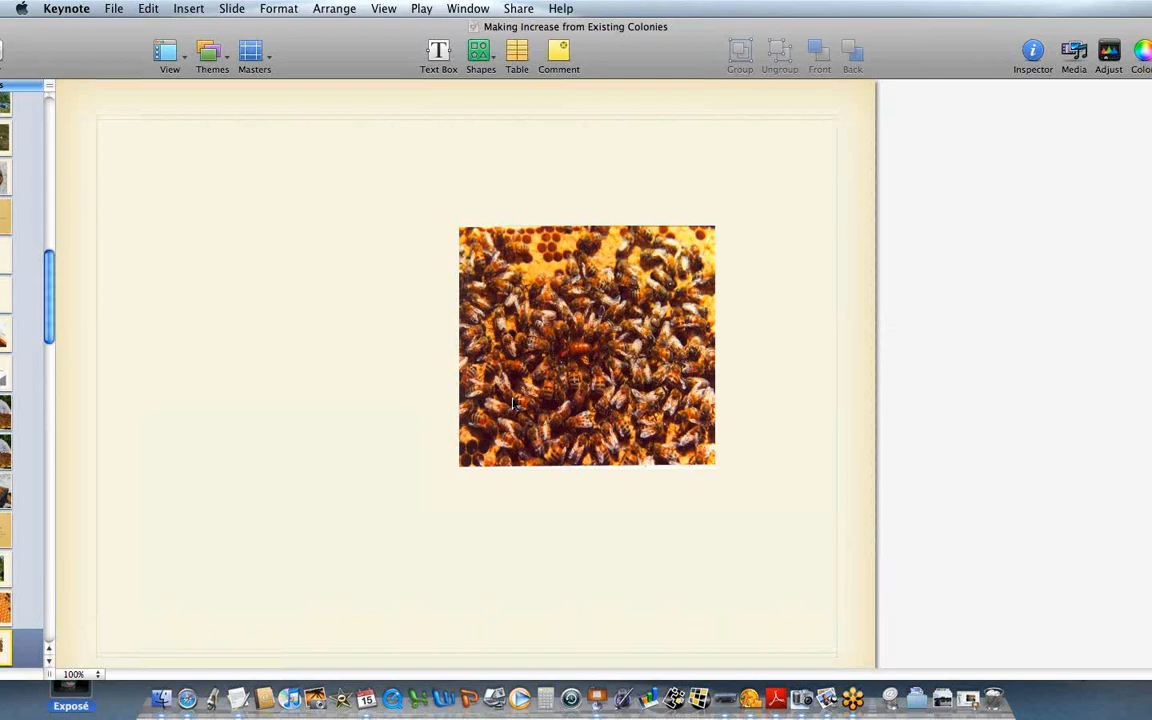 Keynote File Edit Insert Slide Format Arrange View Play Window Share Help
Making Increase from Existing Colonies
View Themes Masters Text Box Shapes Table Comment Group Ungroup Front Back Inspector Media Adjust
100%
15
Exposé